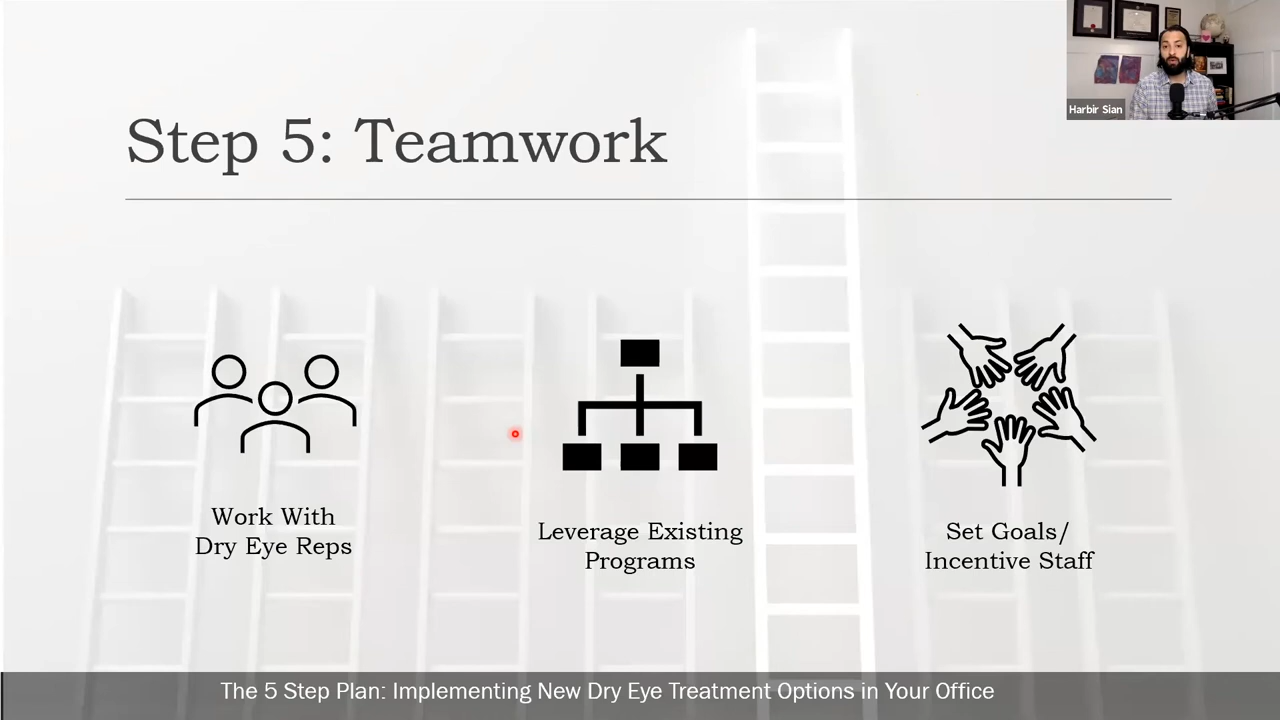 Harbir Sian
Step 5: Teamwork
Work With
Dry Eye Reps
Leverage Existing
Programs
Set Goals/
Incentive Staff
The 5 Step Plan: Implementing New Dry Eye Treatment Options in Your Office